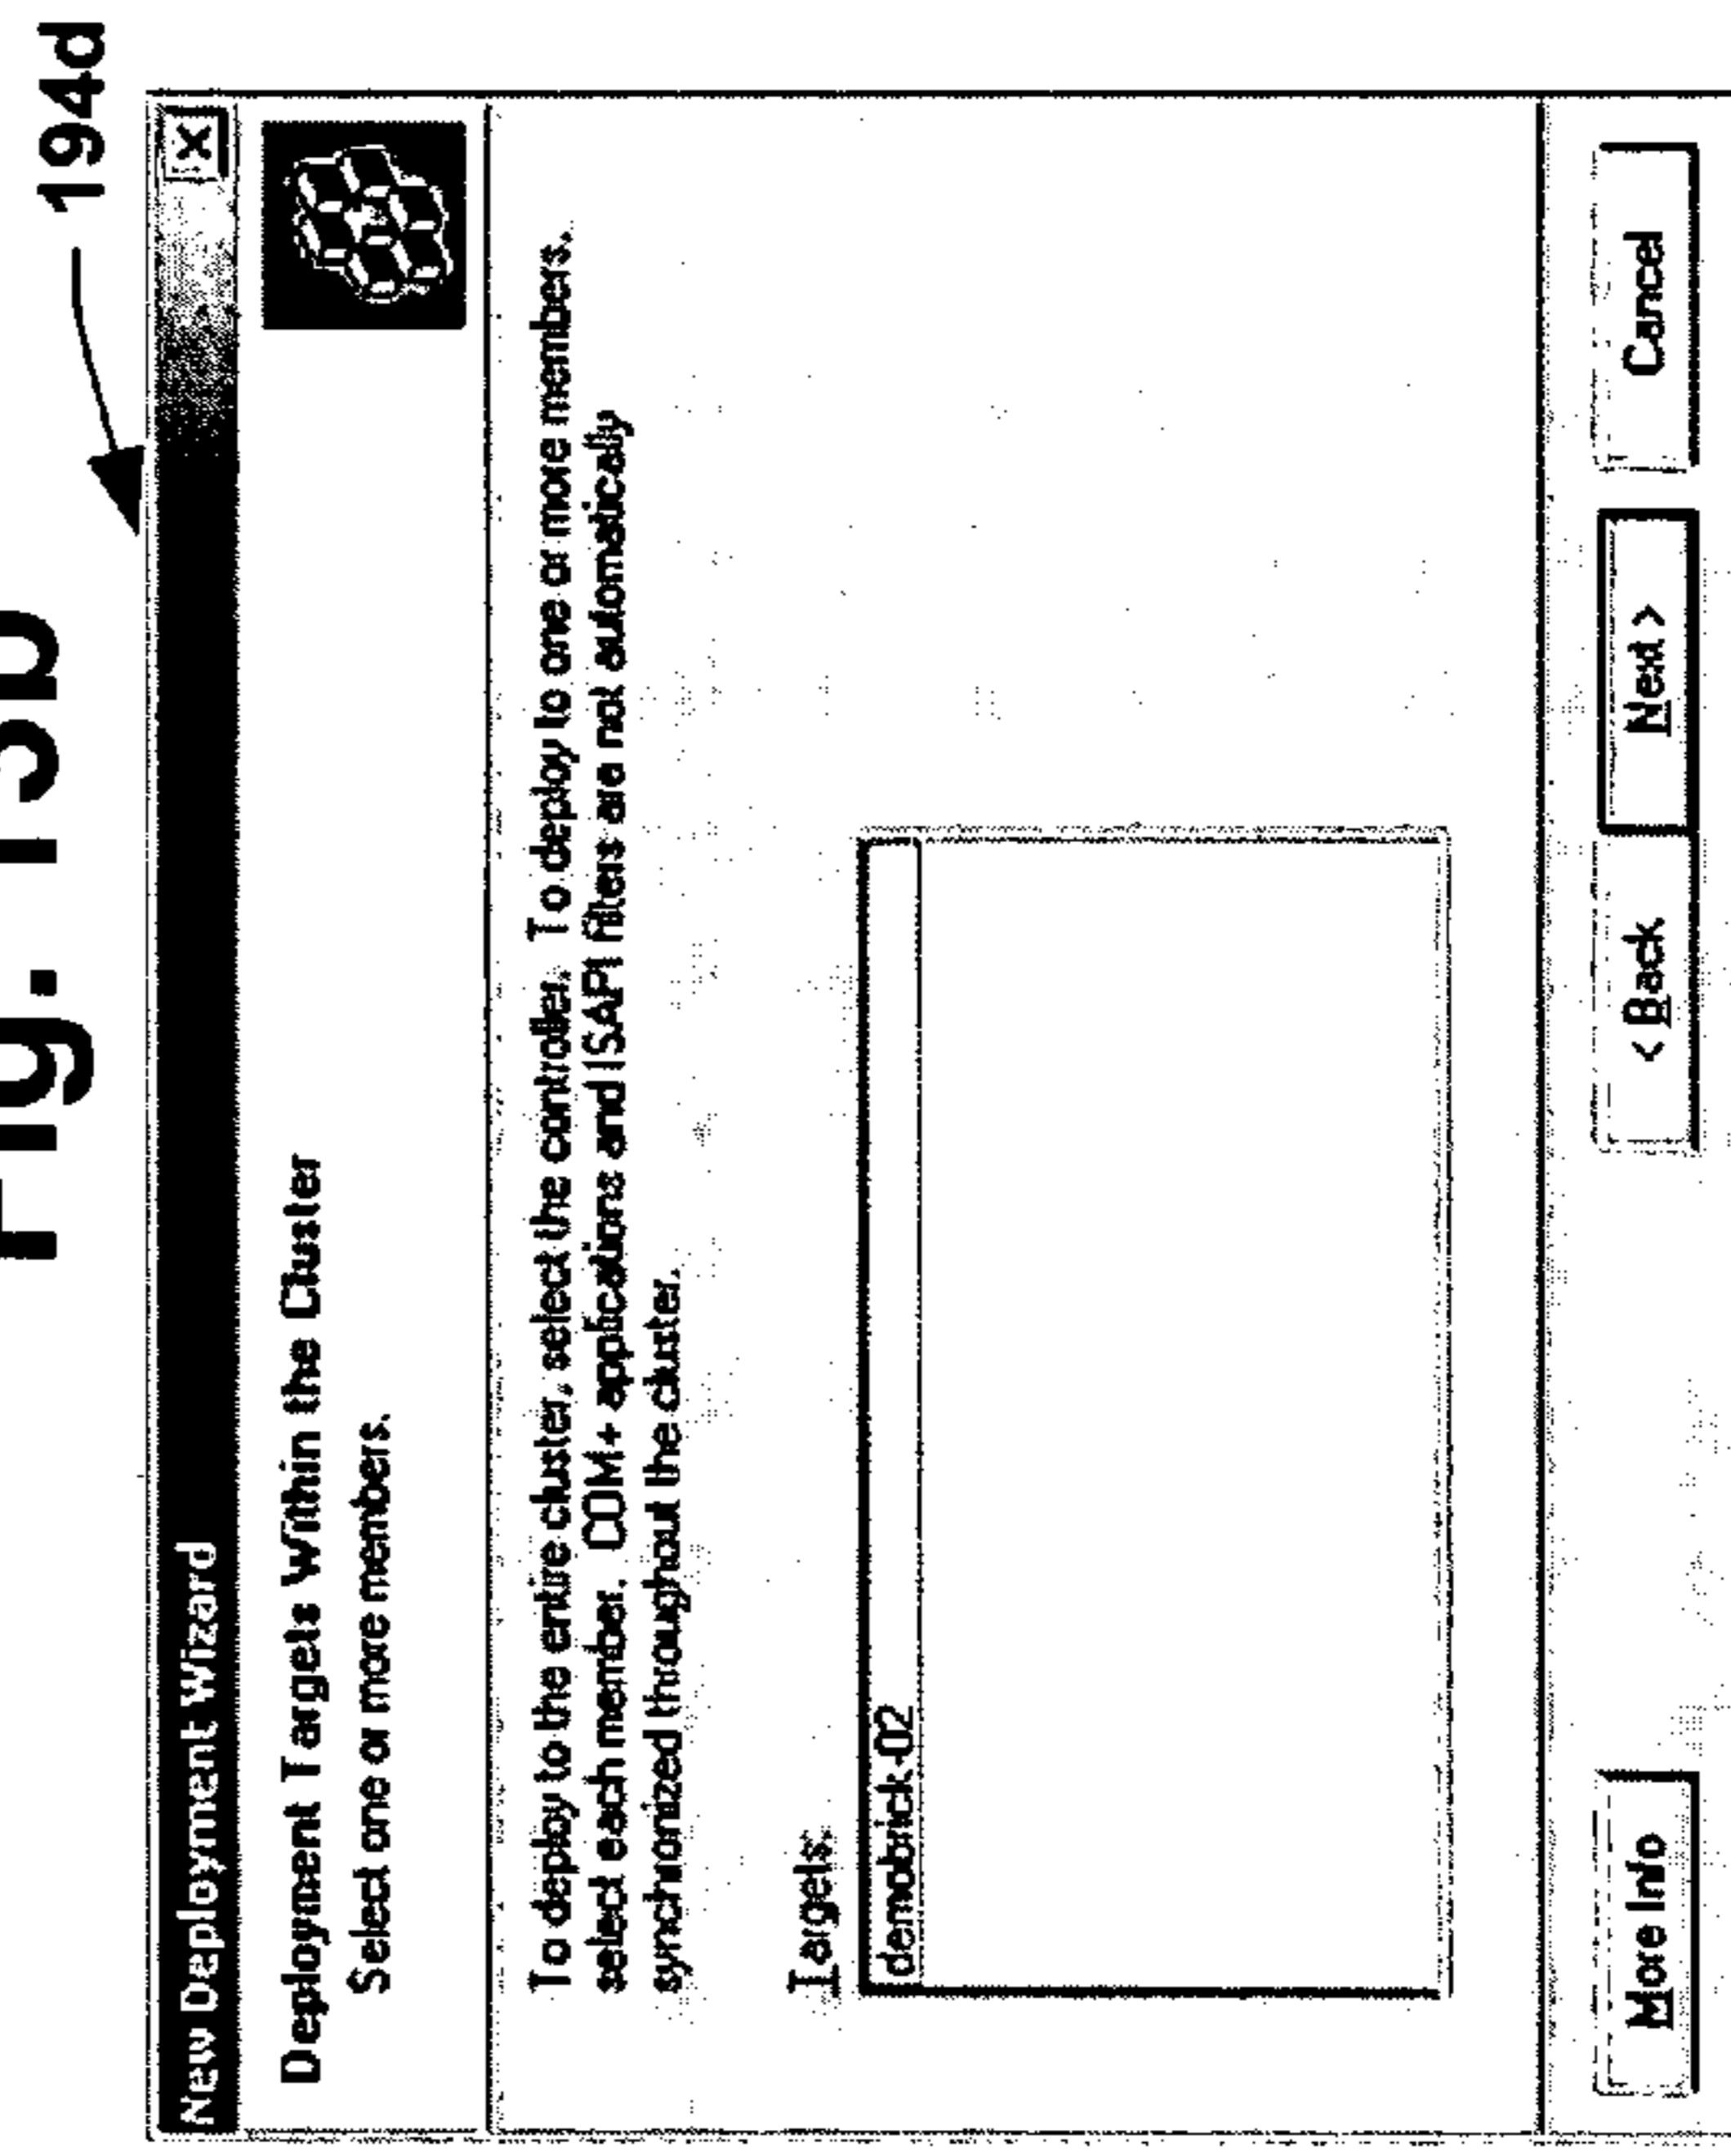 Fig. 13b
194d
New Deployment Wizard
Deployment Targets Within the Cluster
Select one or more members.
To deploy to the entire cluster, select the controller. To deploy to one or more members,
select each member. COM+ applications and ISAPI filters are not automatically
synchronized throughout the cluster.
Targets:
demobrick-02
More Info
< Back
Next >
Cancel